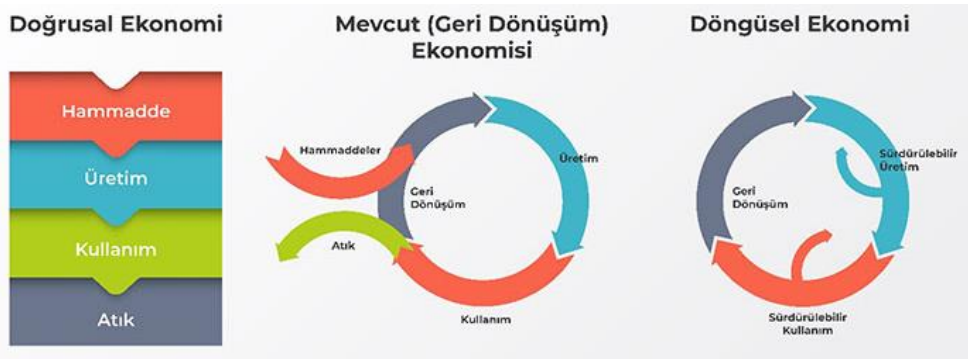 Doğrusal Ekonomi
Hammadde
Üretim
Kullanım
Atık
Mevcut (Geri Dönüşüm)
Ekonomisi
Hammaddeler
Üretim
Geri
Dönüşüm
Atık
Kullanım
Döngüsel Ekonomi
Sürdürülebilir
Üretim
Geri
Dönüşüm
Sürdürülebilir
Kullanım